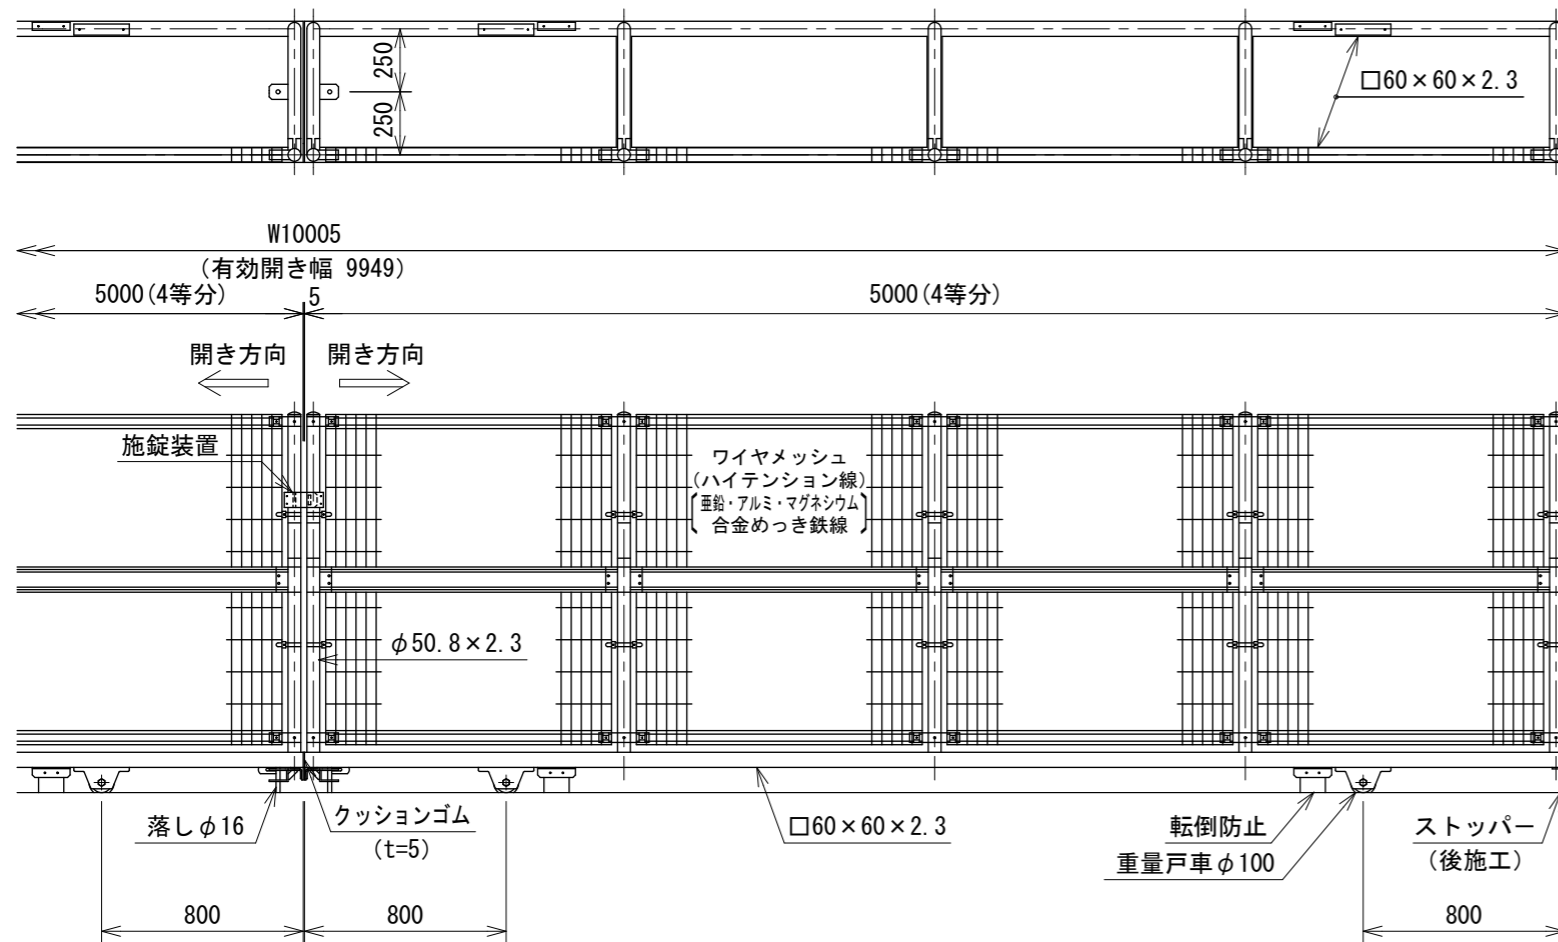 250
250
□60×60×2.3
W10005
(有効開き幅 9949)
5000(4等分)
5
5000(4等分)
開き方向
開き方向
施錠装置
ワイヤメッシュ
(ハイテンション線)
亜鉛・アルミ・マグネシウム
合金めっき鉄線
φ50.8×2.3
落しφ16
クッションゴム
(t=5)
□60×60×2.3
転倒防止
重量戸車φ100
ストッパー
(後施工)
800
800
800